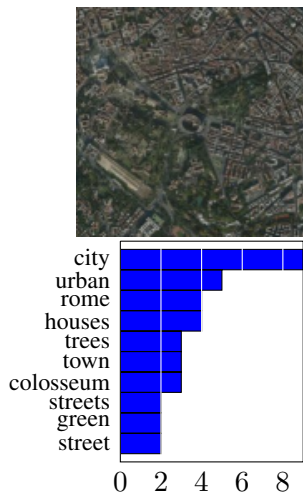 city
urban
rome
houses
trees
town
colosseum
streets
green
street
0 2 4 6 8